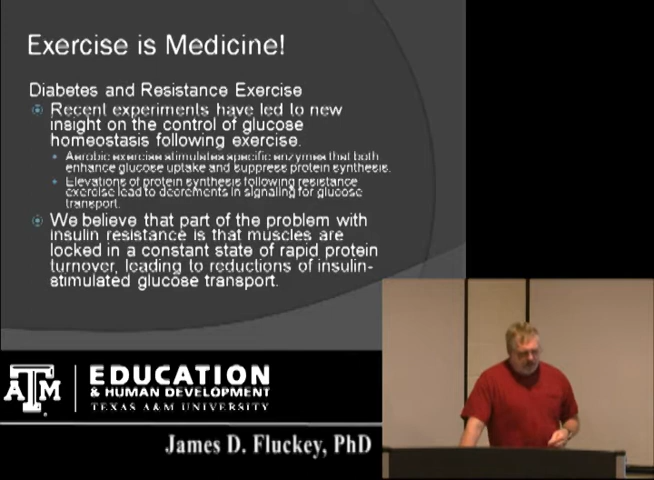 Exercise is Medicine!
Diabetes and Resistance Exercise
Recent experiments have led to new
insight on the control of glucose
homeostasis following exercise.
Aerobic exercise stimulates specific enzymes that both
enhance glucose uptake and suppress protein synthesis.
Elevations of protein synthesis following resistance
exercise lead to decrements in signaling for glucose
transport.
We believe that part of the problem with
insulin resistance is that muscles are
locked in a constant state of rapid protein
turnover, leading to reductions of insulin-
stimulated glucose transport.
ATM
EDUCATION
& HUMAN DEVELOPMENT
TEXAS A&M UNIVERSITY
James D. Fluckey, PhD